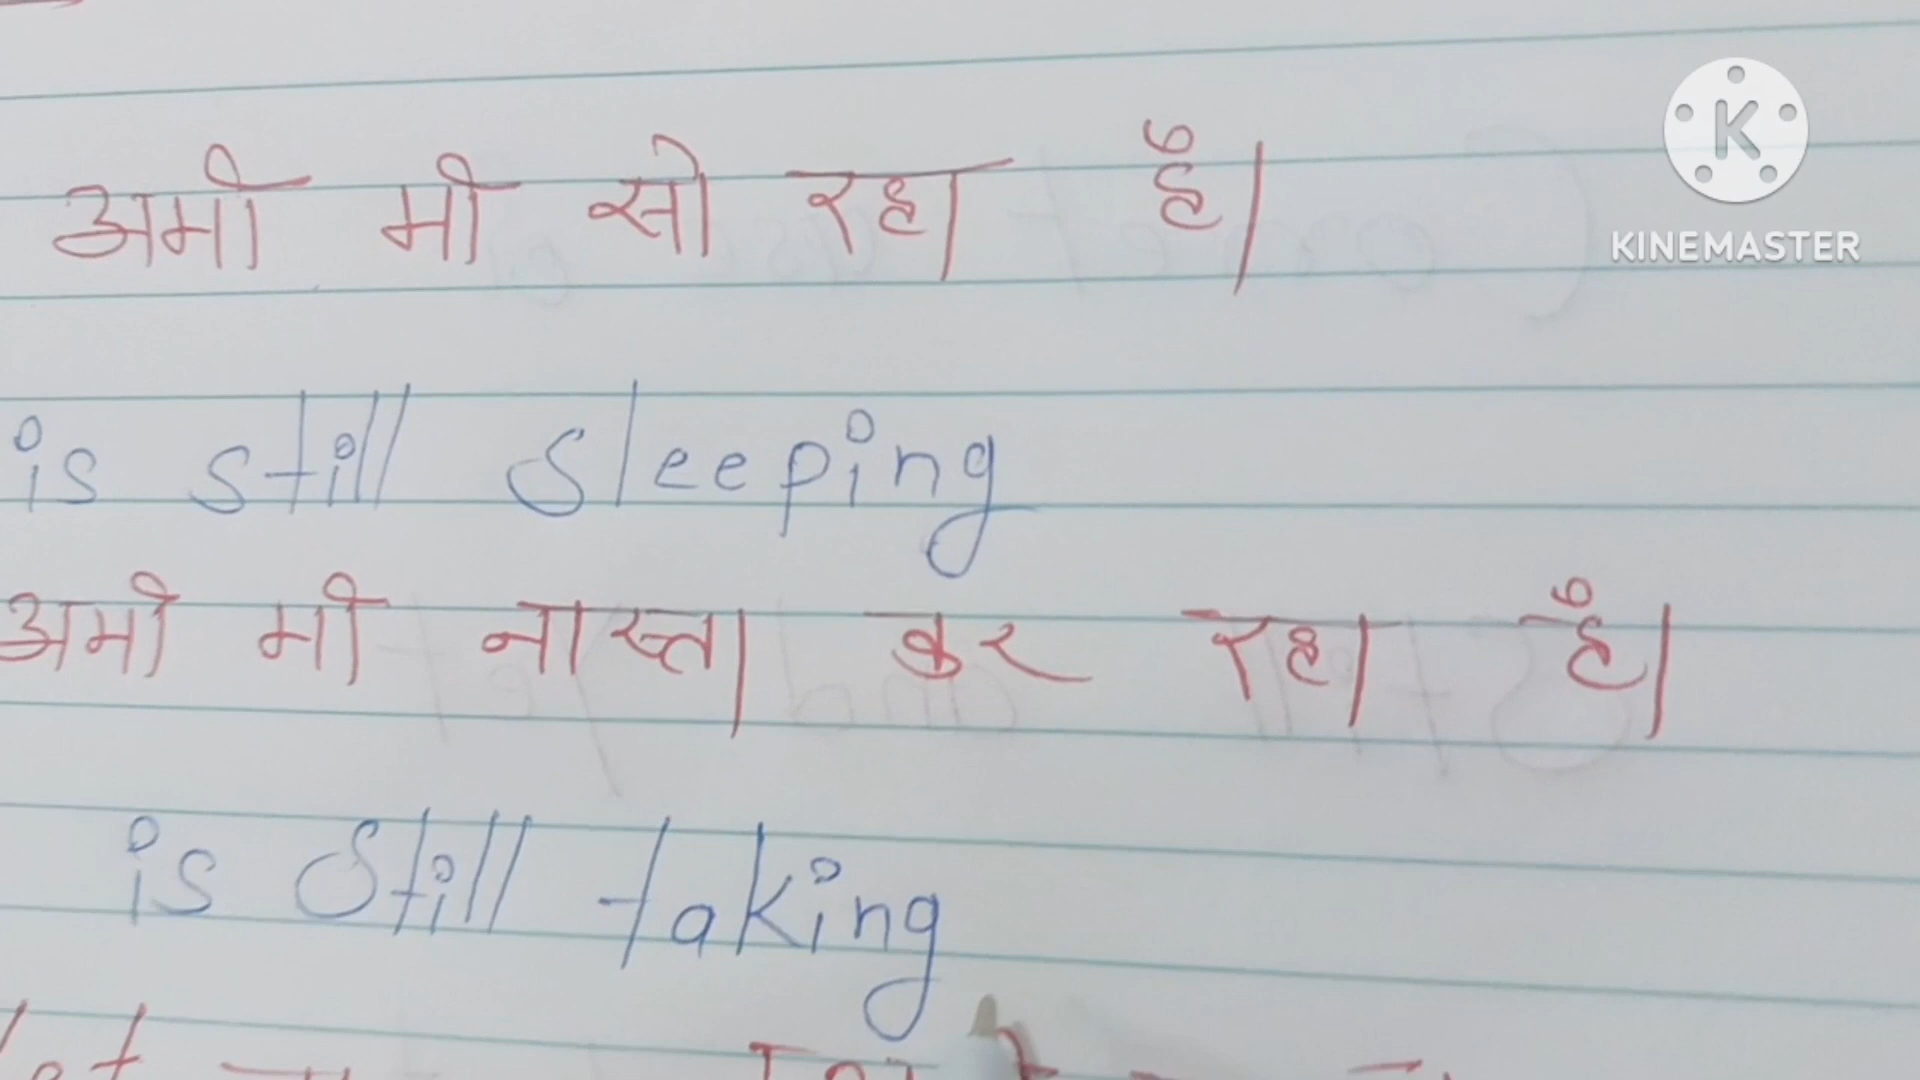 अभी भी सो रहा है।
KINEMASTER
is still sleeping
अभी भी नास्ता कर रहा है।
is still taking